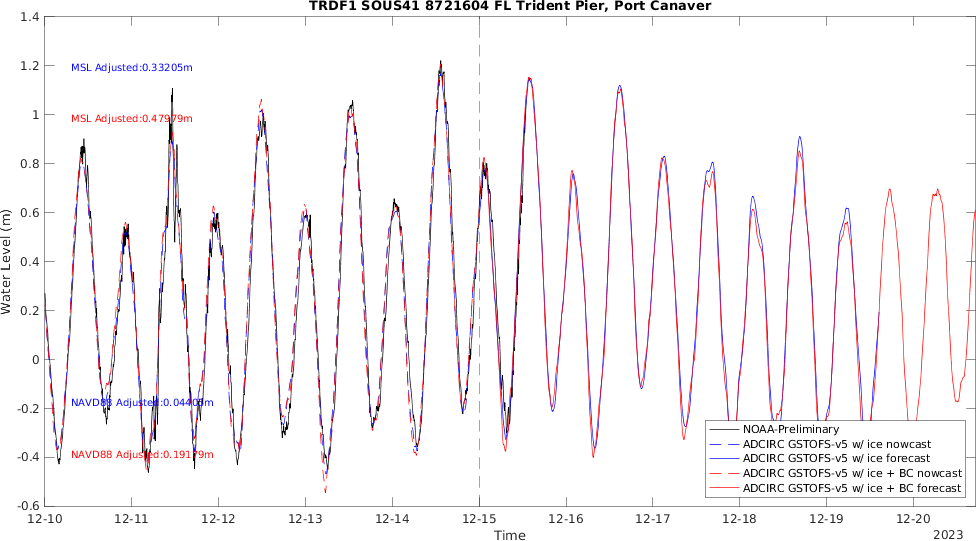 TRDF1 SOUS41 8721604 FL Trident Pier, Port Canaver
1.4
1.2
1
0.8
0.6
0.4
0.2
0
-0.2
-0.4
-0.6
Water Level (m)
MSL Adjusted:0.33205m
MSL Adjusted:0.47979m
NAVD88 Adjusted:0.04405m
NAVD88 Adjusted:0.19179m
NOAA-Preliminary
ADCIRC GSTOFS-v5 w/ ice nowcast
ADCIRC GSTOFS-v5 w/ ice forecast
ADCIRC GSTOFS-v5 w/ice + BC nowcast
ADCIRC GSTOFS-v5 w/ice + BC forecast
12-10 12-11 12-12 12-13 12-14 12-15 12-16 12-17 12-18 12-19 12-20
Time
2023